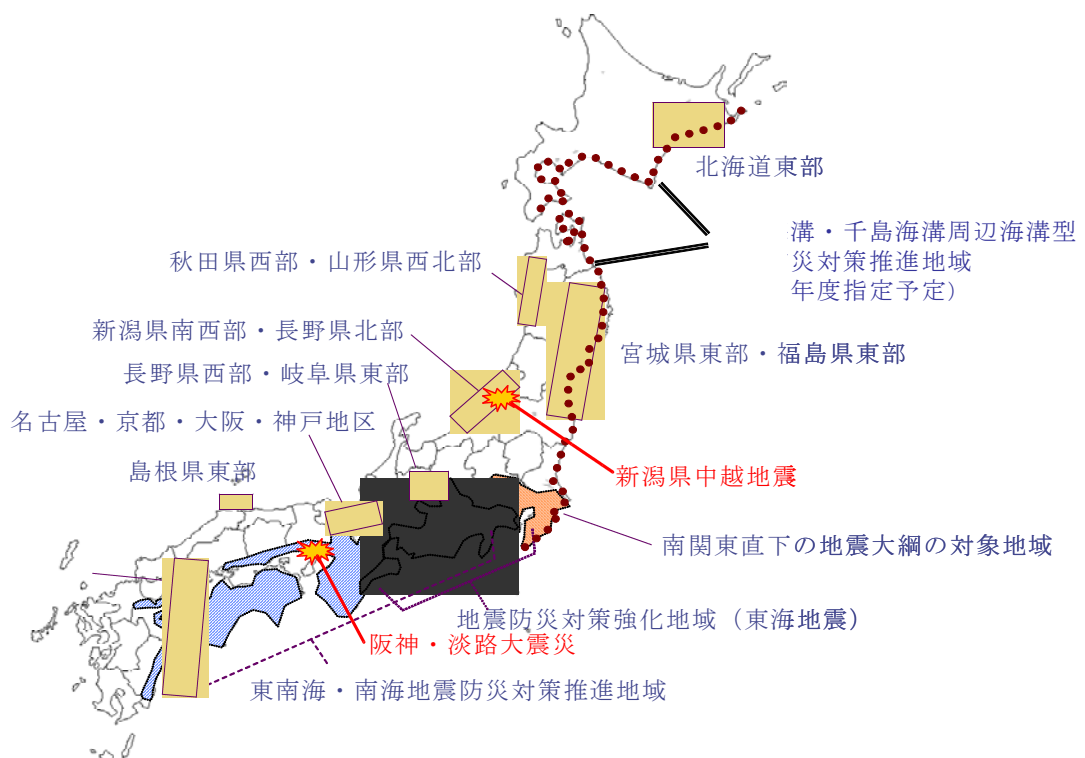 北海道東部
溝・千島海溝周辺海溝型
災対策推進地域
年度指定予定）
秋田県西部・山形県西北部
新潟県南西部・長野県北部
宮城県東部・福島県東部
長野県西部・岐阜県東部
名古屋・京都・大阪・神戸地区
島根県東部
新潟県中越地震
南関東直下の地震大綱の対象地域
地震防災対策強化地域（東海地震）
阪神・淡路大震災
東南海・南海地震防災対策推進地域